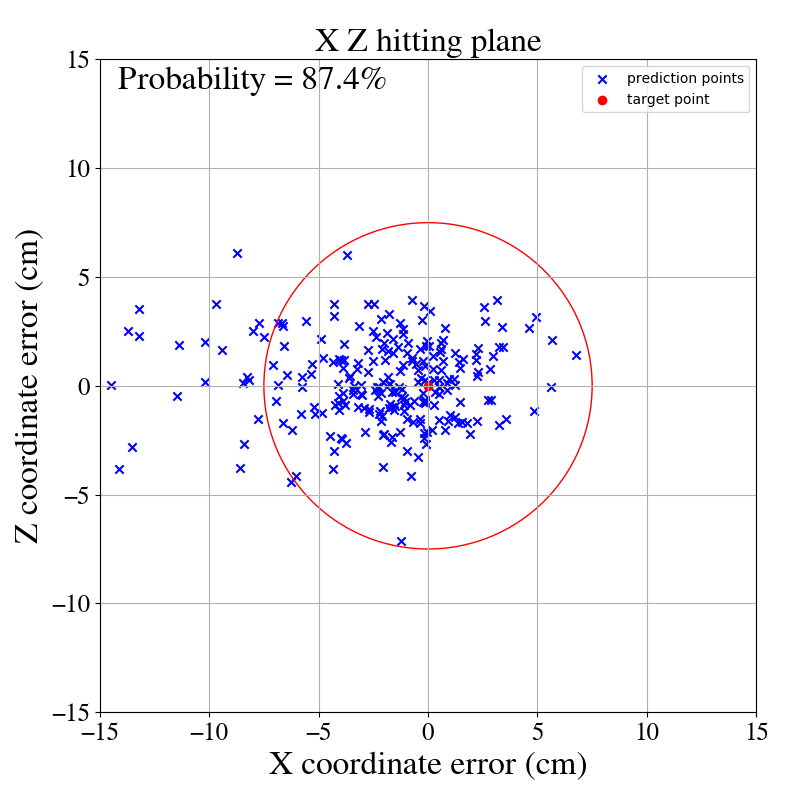 X Z hitting plane
Probability = 87.4%
prediction points
target point
Z coordinate error (cm)
15
10
5
0
−5
−10
−15
−15
−10
−5
0
5
10
15
X coordinate error (cm)